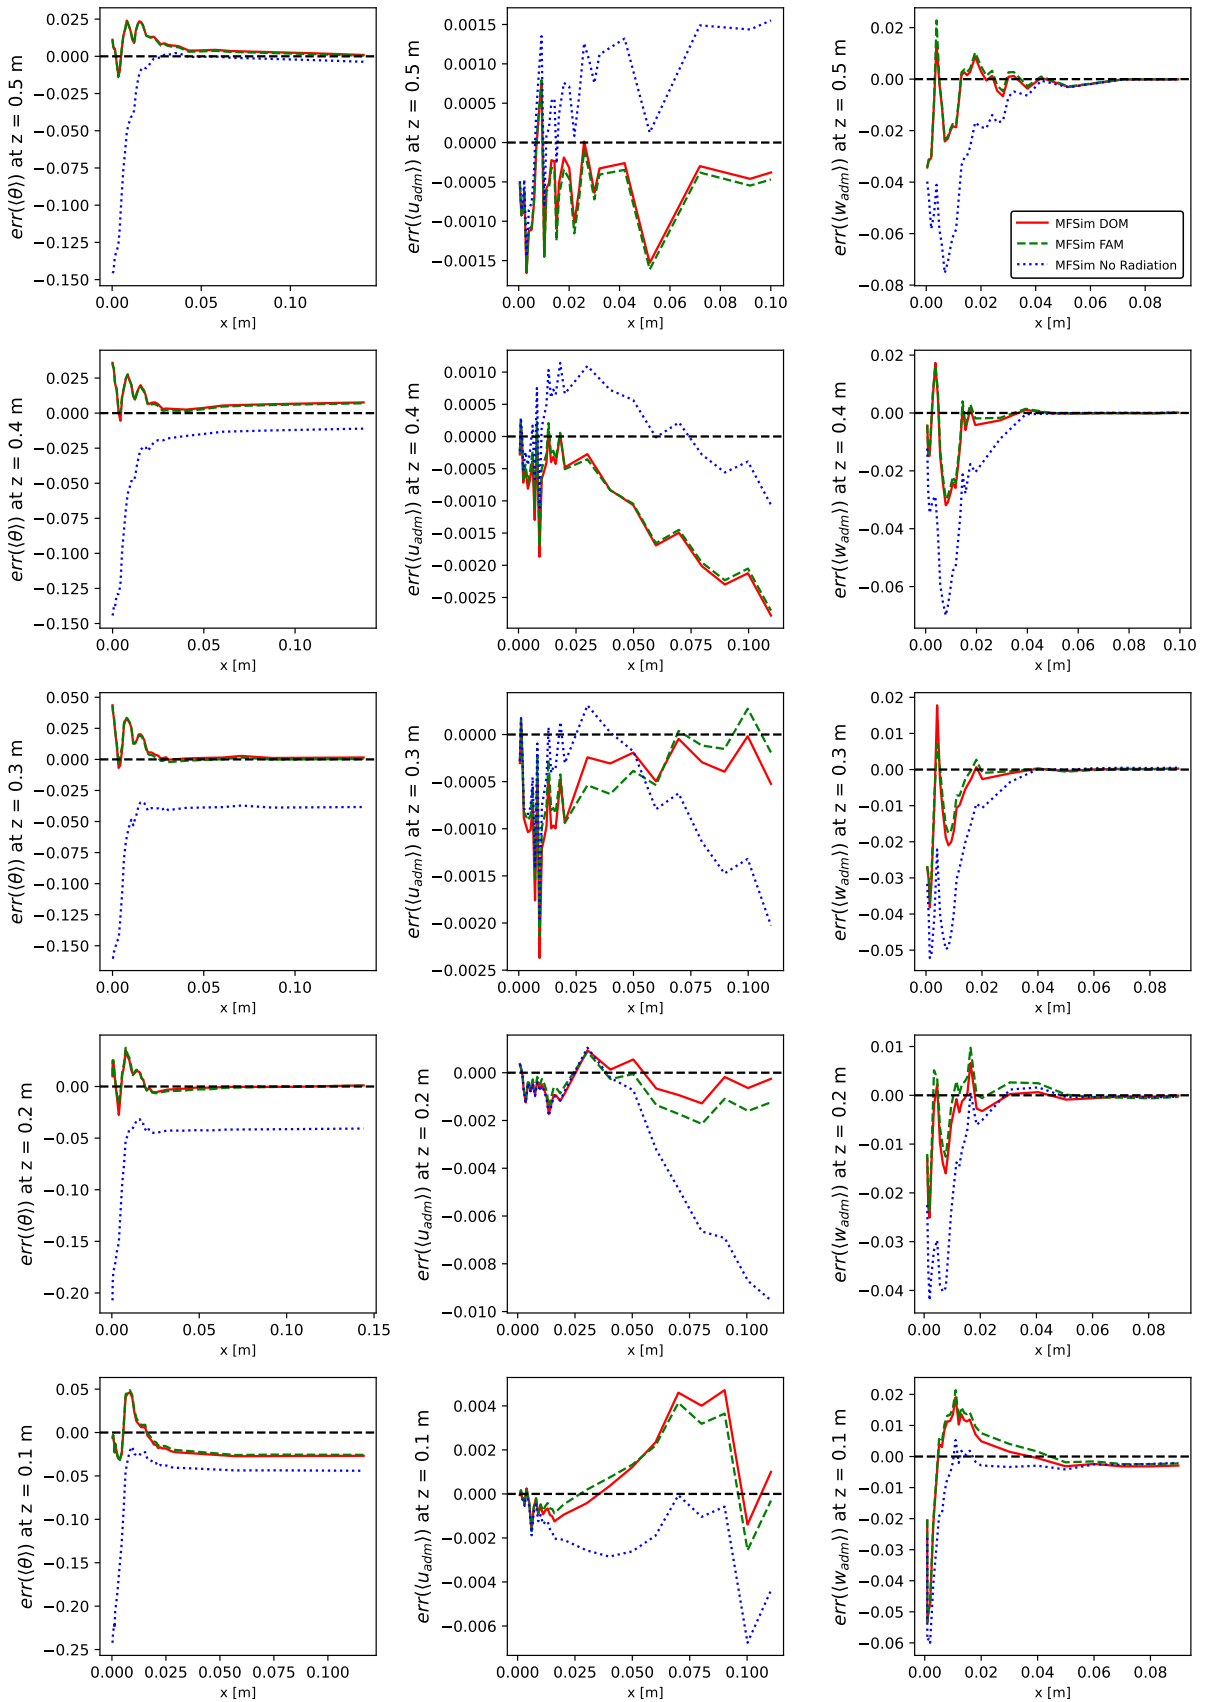 err(⟨θ⟩) at z = 0.5 m
0.025
0.000
−0.025
−0.050
−0.075
−0.100
−0.125
−0.150
0.00 0.05 0.10
x [m]
err(⟨u_adm⟩) at z = 0.5 m
0.0015
0.0010
0.0005
0.0000
−0.0005
−0.0010
−0.0015
0.00 0.02 0.04 0.06 0.08 0.10
x [m]
err(⟨w_adm⟩) at z = 0.5 m
0.02
0.00
−0.02
−0.04
−0.06
−0.08
MFSim DOM
MFSim FAM
MFSim No Radiation
0.00 0.02 0.04 0.06 0.08
x [m]
err(⟨θ⟩) at z = 0.4 m
0.025
0.000
−0.025
−0.050
−0.075
−0.100
−0.125
−0.150
0.00 0.05 0.10
x [m]
err(⟨u_adm⟩) at z = 0.4 m
0.0010
0.0005
0.0000
−0.0005
−0.0010
−0.0015
−0.0020
−0.0025
0.000 0.025 0.050 0.075 0.100
x [m]
err(⟨w_adm⟩) at z = 0.4 m
0.02
0.00
−0.02
−0.04
−0.06
0.00 0.02 0.04 0.06 0.08 0.10
x [m]
err(⟨θ⟩) at z = 0.3 m
0.050
0.025
0.000
−0.025
−0.050
−0.075
−0.100
−0.125
−0.150
0.00 0.05 0.10
x [m]
err(⟨u_adm⟩) at z = 0.3 m
0.0000
−0.0005
−0.0010
−0.0015
−0.0020
−0.0025
0.000 0.025 0.050 0.075 0.100
x [m]
err(⟨w_adm⟩) at z = 0.3 m
0.02
0.01
0.00
−0.01
−0.02
−0.03
−0.04
−0.05
0.00 0.02 0.04 0.06 0.08
x [m]
err(⟨θ⟩) at z = 0.2 m
0.00
−0.05
−0.10
−0.15
−0.20
0.00 0.05 0.10 0.15
x [m]
err(⟨u_adm⟩) at z = 0.2 m
0.000
−0.002
−0.004
−0.006
−0.008
−0.010
0.000 0.025 0.050 0.075 0.100
x [m]
err(⟨w_adm⟩) at z = 0.2 m
0.01
0.00
−0.01
−0.02
−0.03
−0.04
0.00 0.02 0.04 0.06 0.08
x [m]
err(⟨θ⟩) at z = 0.1 m
0.05
0.00
−0.05
−0.10
−0.15
−0.20
−0.25
0.000 0.025 0.050 0.075 0.100
x [m]
err(⟨u_adm⟩) at z = 0.1 m
0.004
0.002
0.000
−0.002
−0.004
−0.006
0.000 0.025 0.050 0.075 0.100
x [m]
err(⟨w_adm⟩) at z = 0.1 m
0.02
0.01
0.00
−0.01
−0.02
−0.03
−0.04
−0.05
−0.06
0.00 0.02 0.04 0.06 0.08
x [m]